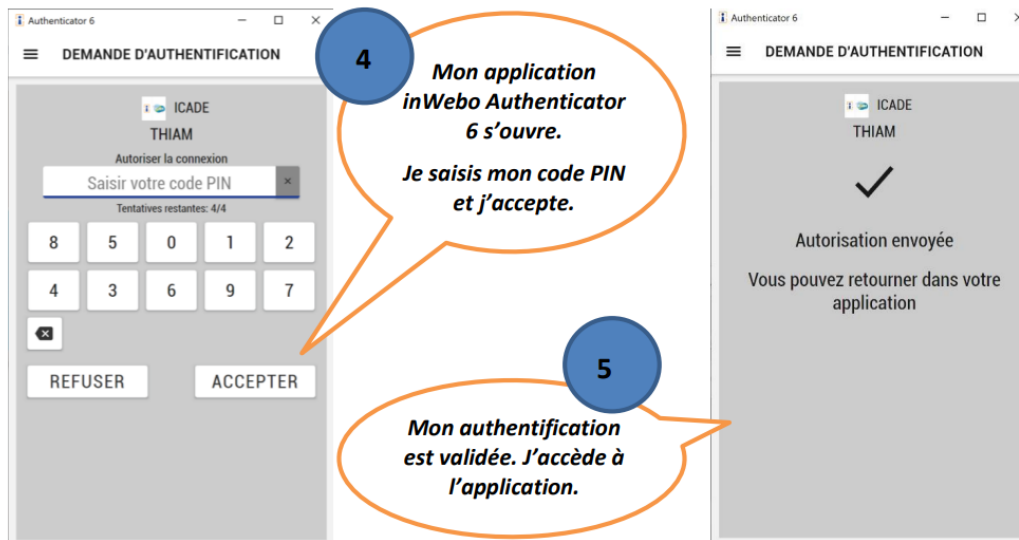 Authenticator 6
DEMANDE D'AUTHENTIFICATION
ICADE
THIAM
Autoriser la connexion
Saisir votre code PIN
Tentatives restantes: 4/4
8 5 0 1 2
4 3 6 9 7
REFUSER ACCEPTER
4
Mon application
inWebo Authenticator
6 s’ouvre.
Je saisis mon code PIN
et j’accepte.
Authenticator 6
DEMANDE D'AUTHENTIFICATION
ICADE
THIAM
Autorisation envoyée
Vous pouvez retourner dans votre
application
5
Mon authentification
est validée. J’accède à
l’application.